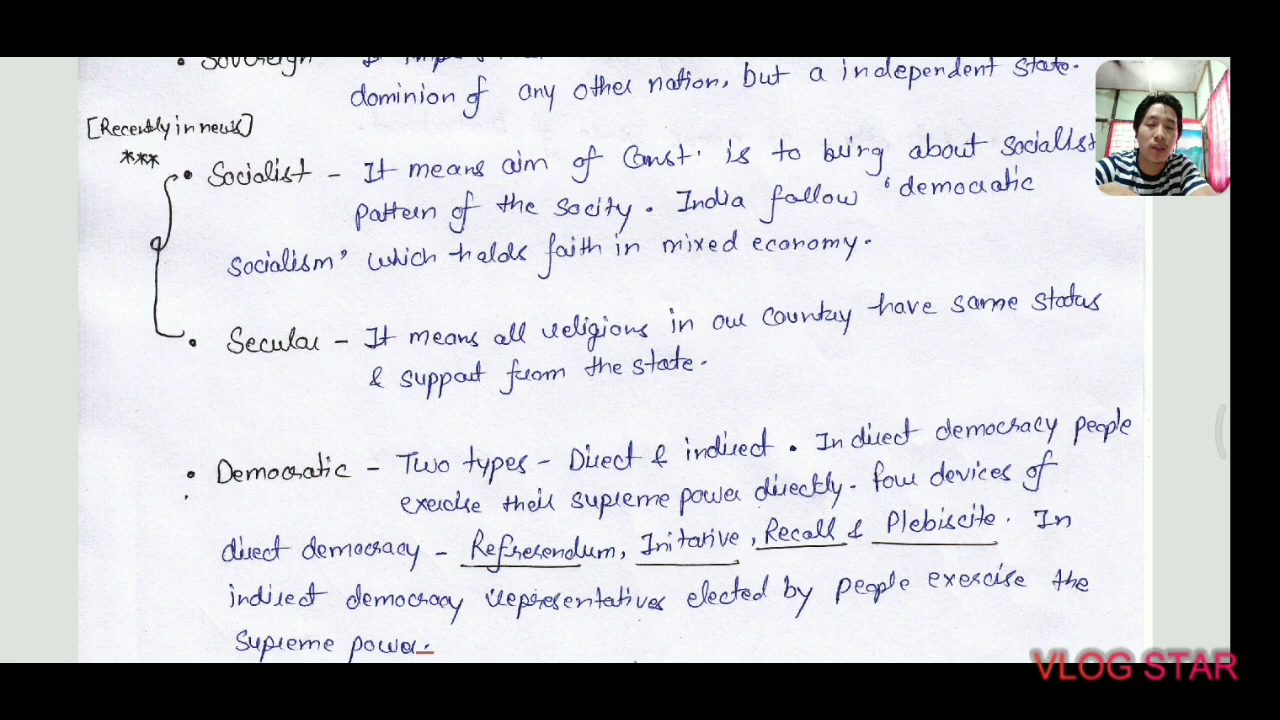 • Sovereign
dominion of any other nation, but a independent state.
[Recently in news]
***
• Socialist - It means aim of Const. is to bring about socialist
pattern of the socity. India follow 'democratic
socialism' which holds faith in mixed economy.
• Secular - It means all religions in our country have same status
& support from the state.
• Democratic - Two types - Direct & indirect. In direct democracy people
exercise their supreme power directly. Four devices of
direct democracy - Refresendum, Initative, Recall & Plebiscite. In
indirect democracy representatives elected by people exercise the
supreme power.
VLOG STAR